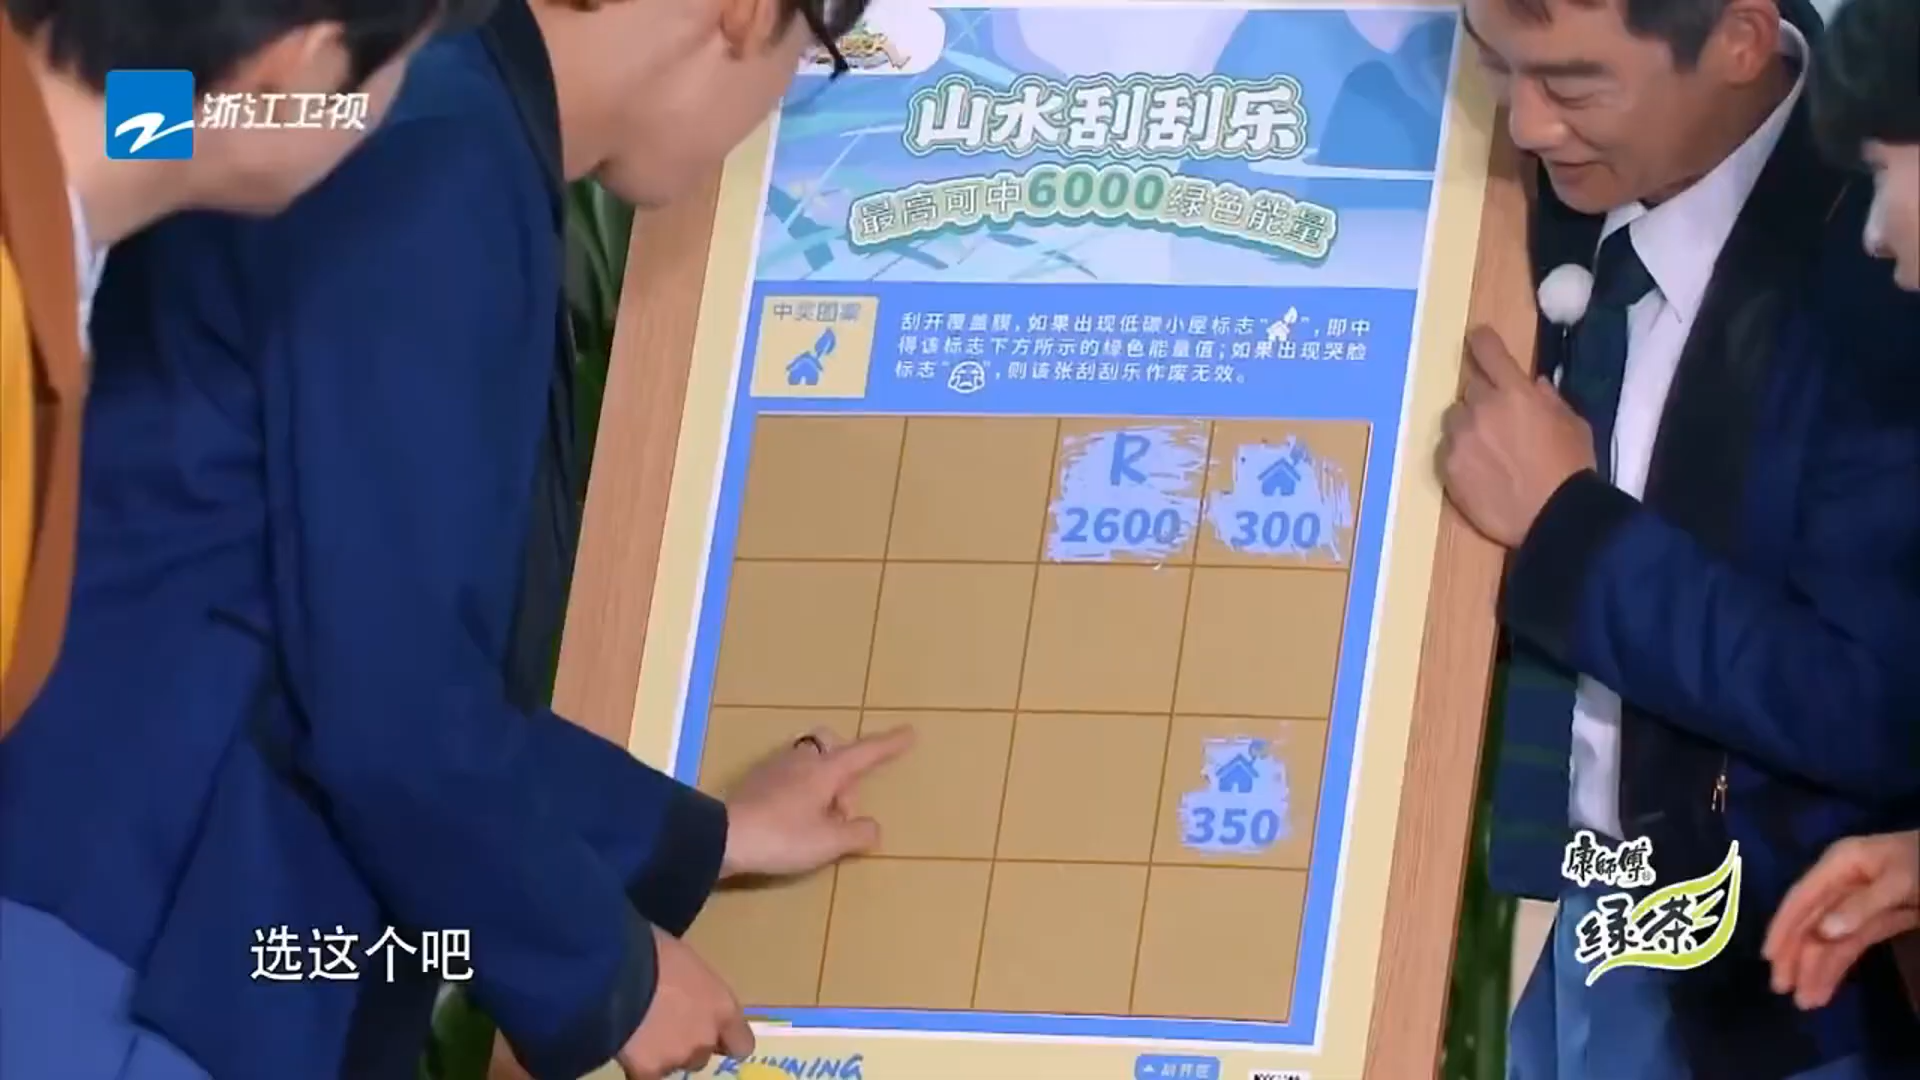 浙江卫视
山水刮刮乐
最高可中6000绿色能量
中奖图案
刮开覆盖膜,如果出现低碳小屋标志“”,即中
得该标志下方所示的绿色能量值;如果出现哭脸
标志“”,则该张刮刮乐作废无效。
R
2600
300
350
康師傅
绿茶
选这个吧
RUNNING